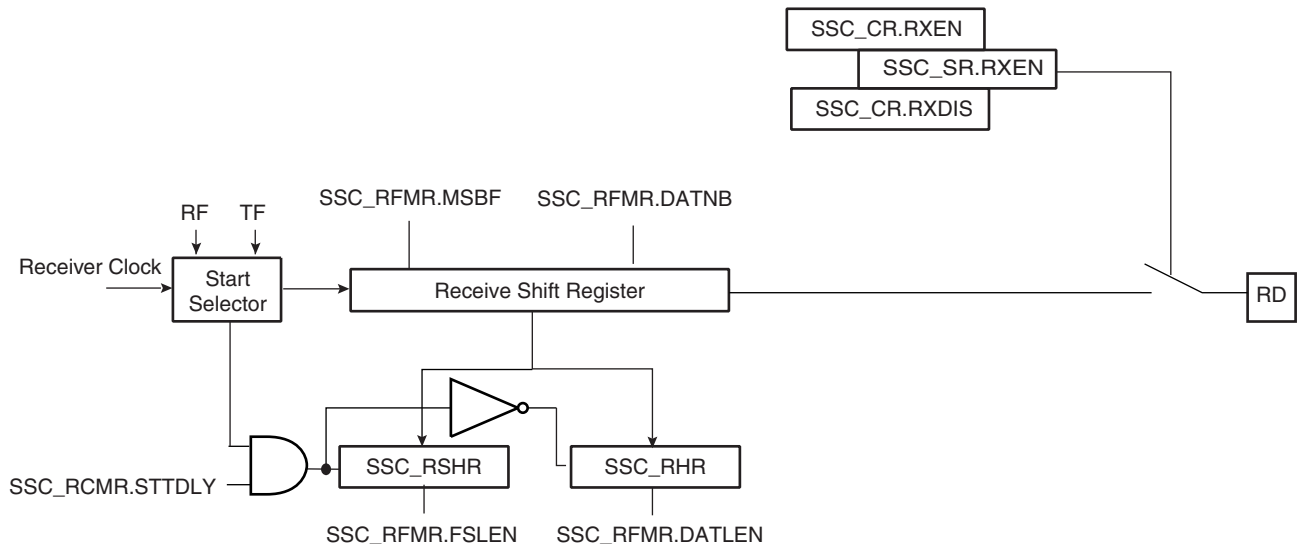 SSC_CR.RXEN
SSC_SR.RXEN
SSC_CR.RXDIS
SSC_RFMR.MSBF
SSC_RFMR.DATNB
RF
TF
Receiver Clock
Start
Selector
Receive Shift Register
RD
SSC_RSHR
SSC_RHR
SSC_RCMR.STTDLY
SSC_RFMR.FSLEN
SSC_RFMR.DATLEN